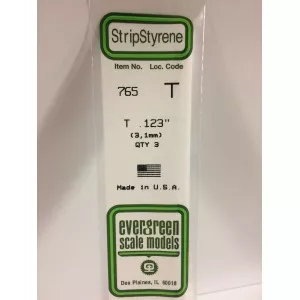 StripStyrene
Item No. Loc. Code
765 T
T .123"
(3,1mm)
QTY 3
Made in U.S.A.
evergreen
scale models
Des Plaines, IL 60018